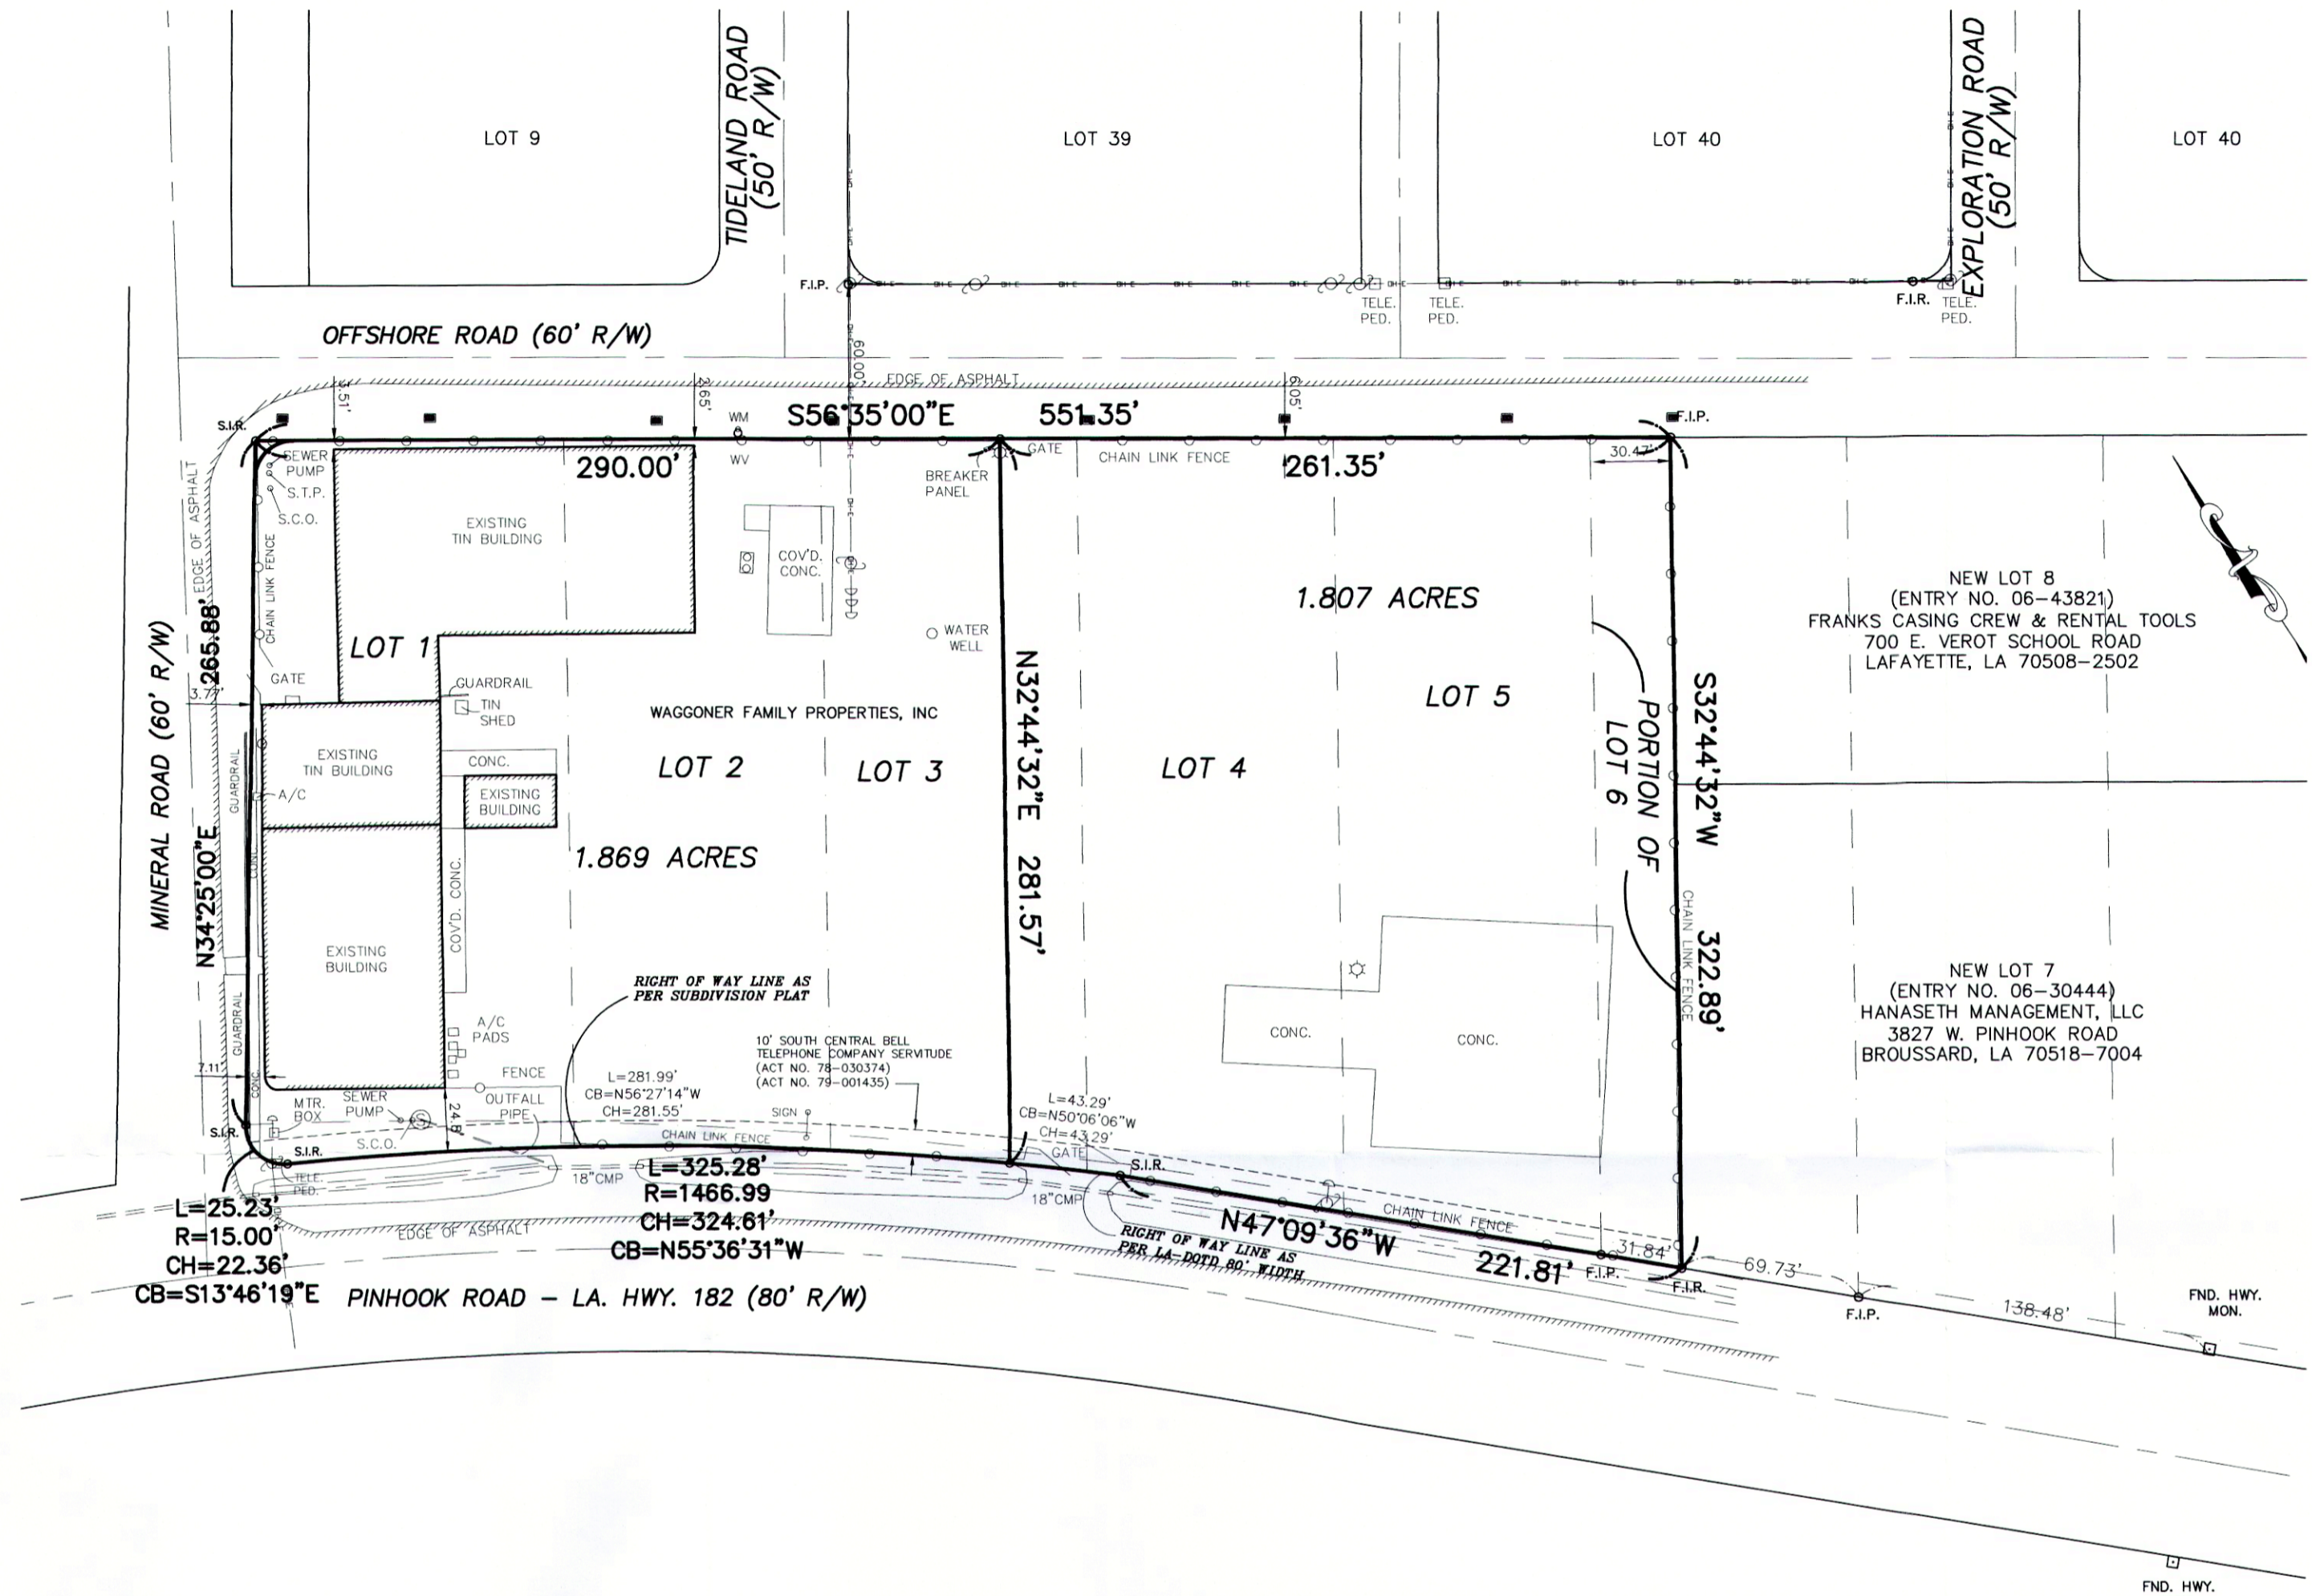 LOT 9
TIDELAND ROAD
(50' R/W)
LOT 39
LOT 40
EXPLORATION ROAD
(50' R/W)
LOT 40
F.I.P.
TELE.
PED.
TELE.
PED.
F.I.R.
TELE.
PED.
OFFSHORE ROAD (60' R/W)
60.00'
EDGE OF ASPHALT
2.65'
6.05'
S.I.R.
WM
S56°35'00"E
551.35'
F.I.P.
WV
290.00'
GATE
CHAIN LINK FENCE
261.35'
30.47'
SEWER
PUMP
S.T.P.
S.C.O.
BREAKER
PANEL
EDGE OF ASPHALT
CHAIN LINK FENCE
EXISTING
TIN BUILDING
COV'D.
CONC.
WATER
WELL
1.807 ACRES
NEW LOT 8
(ENTRY NO. 06-43821)
FRANKS CASING CREW & RENTAL TOOLS
700 E. VEROT SCHOOL ROAD
LAFAYETTE, LA 70508-2502
MINERAL ROAD (60' R/W)
265.88'
N34°25'00"E
LOT 1
GATE
3.77'
GUARDRAIL
TIN
SHED
WAGGONER FAMILY PROPERTIES, INC
N32°44'32"E 281.57'
LOT 5
PORTION OF
LOT 6
S32°44'32"W
322.89'
CHAIN LINK FENCE
GUARDRAIL
EXISTING
TIN BUILDING
A/C
CONC.
EXISTING
BUILDING
LOT 2
LOT 3
LOT 4
CONC.
COV'D. CONC.
1.869 ACRES
EXISTING
BUILDING
GUARDRAIL
RIGHT OF WAY LINE AS
PER SUBDIVISION PLAT
A/C
PADS
CONC.
CONC.
NEW LOT 7
(ENTRY NO. 06-30444)
HANASETH MANAGEMENT, LLC
3827 W. PINHOOK ROAD
BROUSSARD, LA 70518-7004
10' SOUTH CENTRAL BELL
TELEPHONE COMPANY SERVITUDE
(ACT NO. 78-030374)
(ACT NO. 79-001435)
7.11'
CONC.
FENCE
L=281.99'
CB=N56°27'14"W
CH=281.55'
MTR.
BOX
SEWER
PUMP
S.C.O.
24.8'
OUTFALL
PIPE
SIGN
L=43.29'
CB=N50°06'06"W
CH=43.29'
S.I.R.
S.I.R.
CHAIN LINK FENCE
GATE
S.I.R.
TELE.
PED.
18"CMP
18"CMP
L=325.28'
R=1466.99
CH=324.61'
CB=N55°36'31"W
L=25.23'
R=15.00'
CH=22.36'
CB=S13°46'19"E
EDGE OF ASPHALT
CHAIN LINK FENCE
N47°09'36"W
221.81'
RIGHT OF WAY LINE AS
PER LA-DOTD 80' WIDTH
31.84'
F.I.P.
F.I.R.
69.73'
F.I.P.
138.48'
FND. HWY.
MON.
PINHOOK ROAD - LA. HWY. 182 (80' R/W)
FND. HWY.